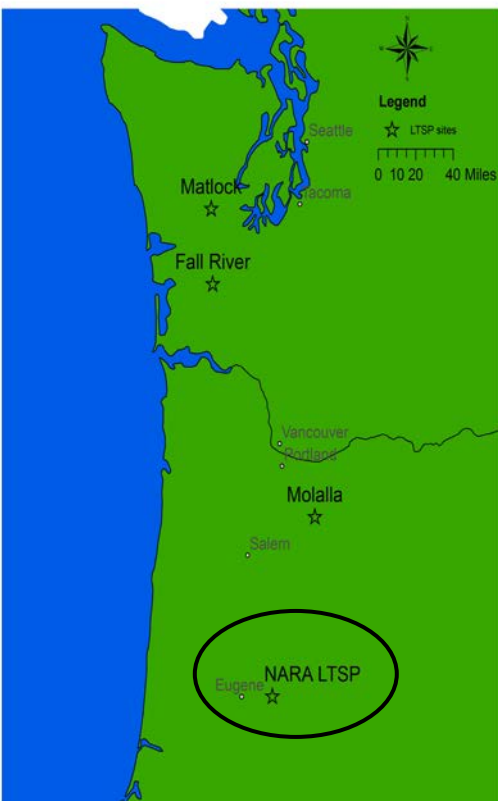 N
Legend
LTSP sites
0 10 20 40 Miles
Seattle
Tacoma
Matlock
Fall River
Vancouver
Portland
Molalla
Salem
Eugene
NARA LTSP